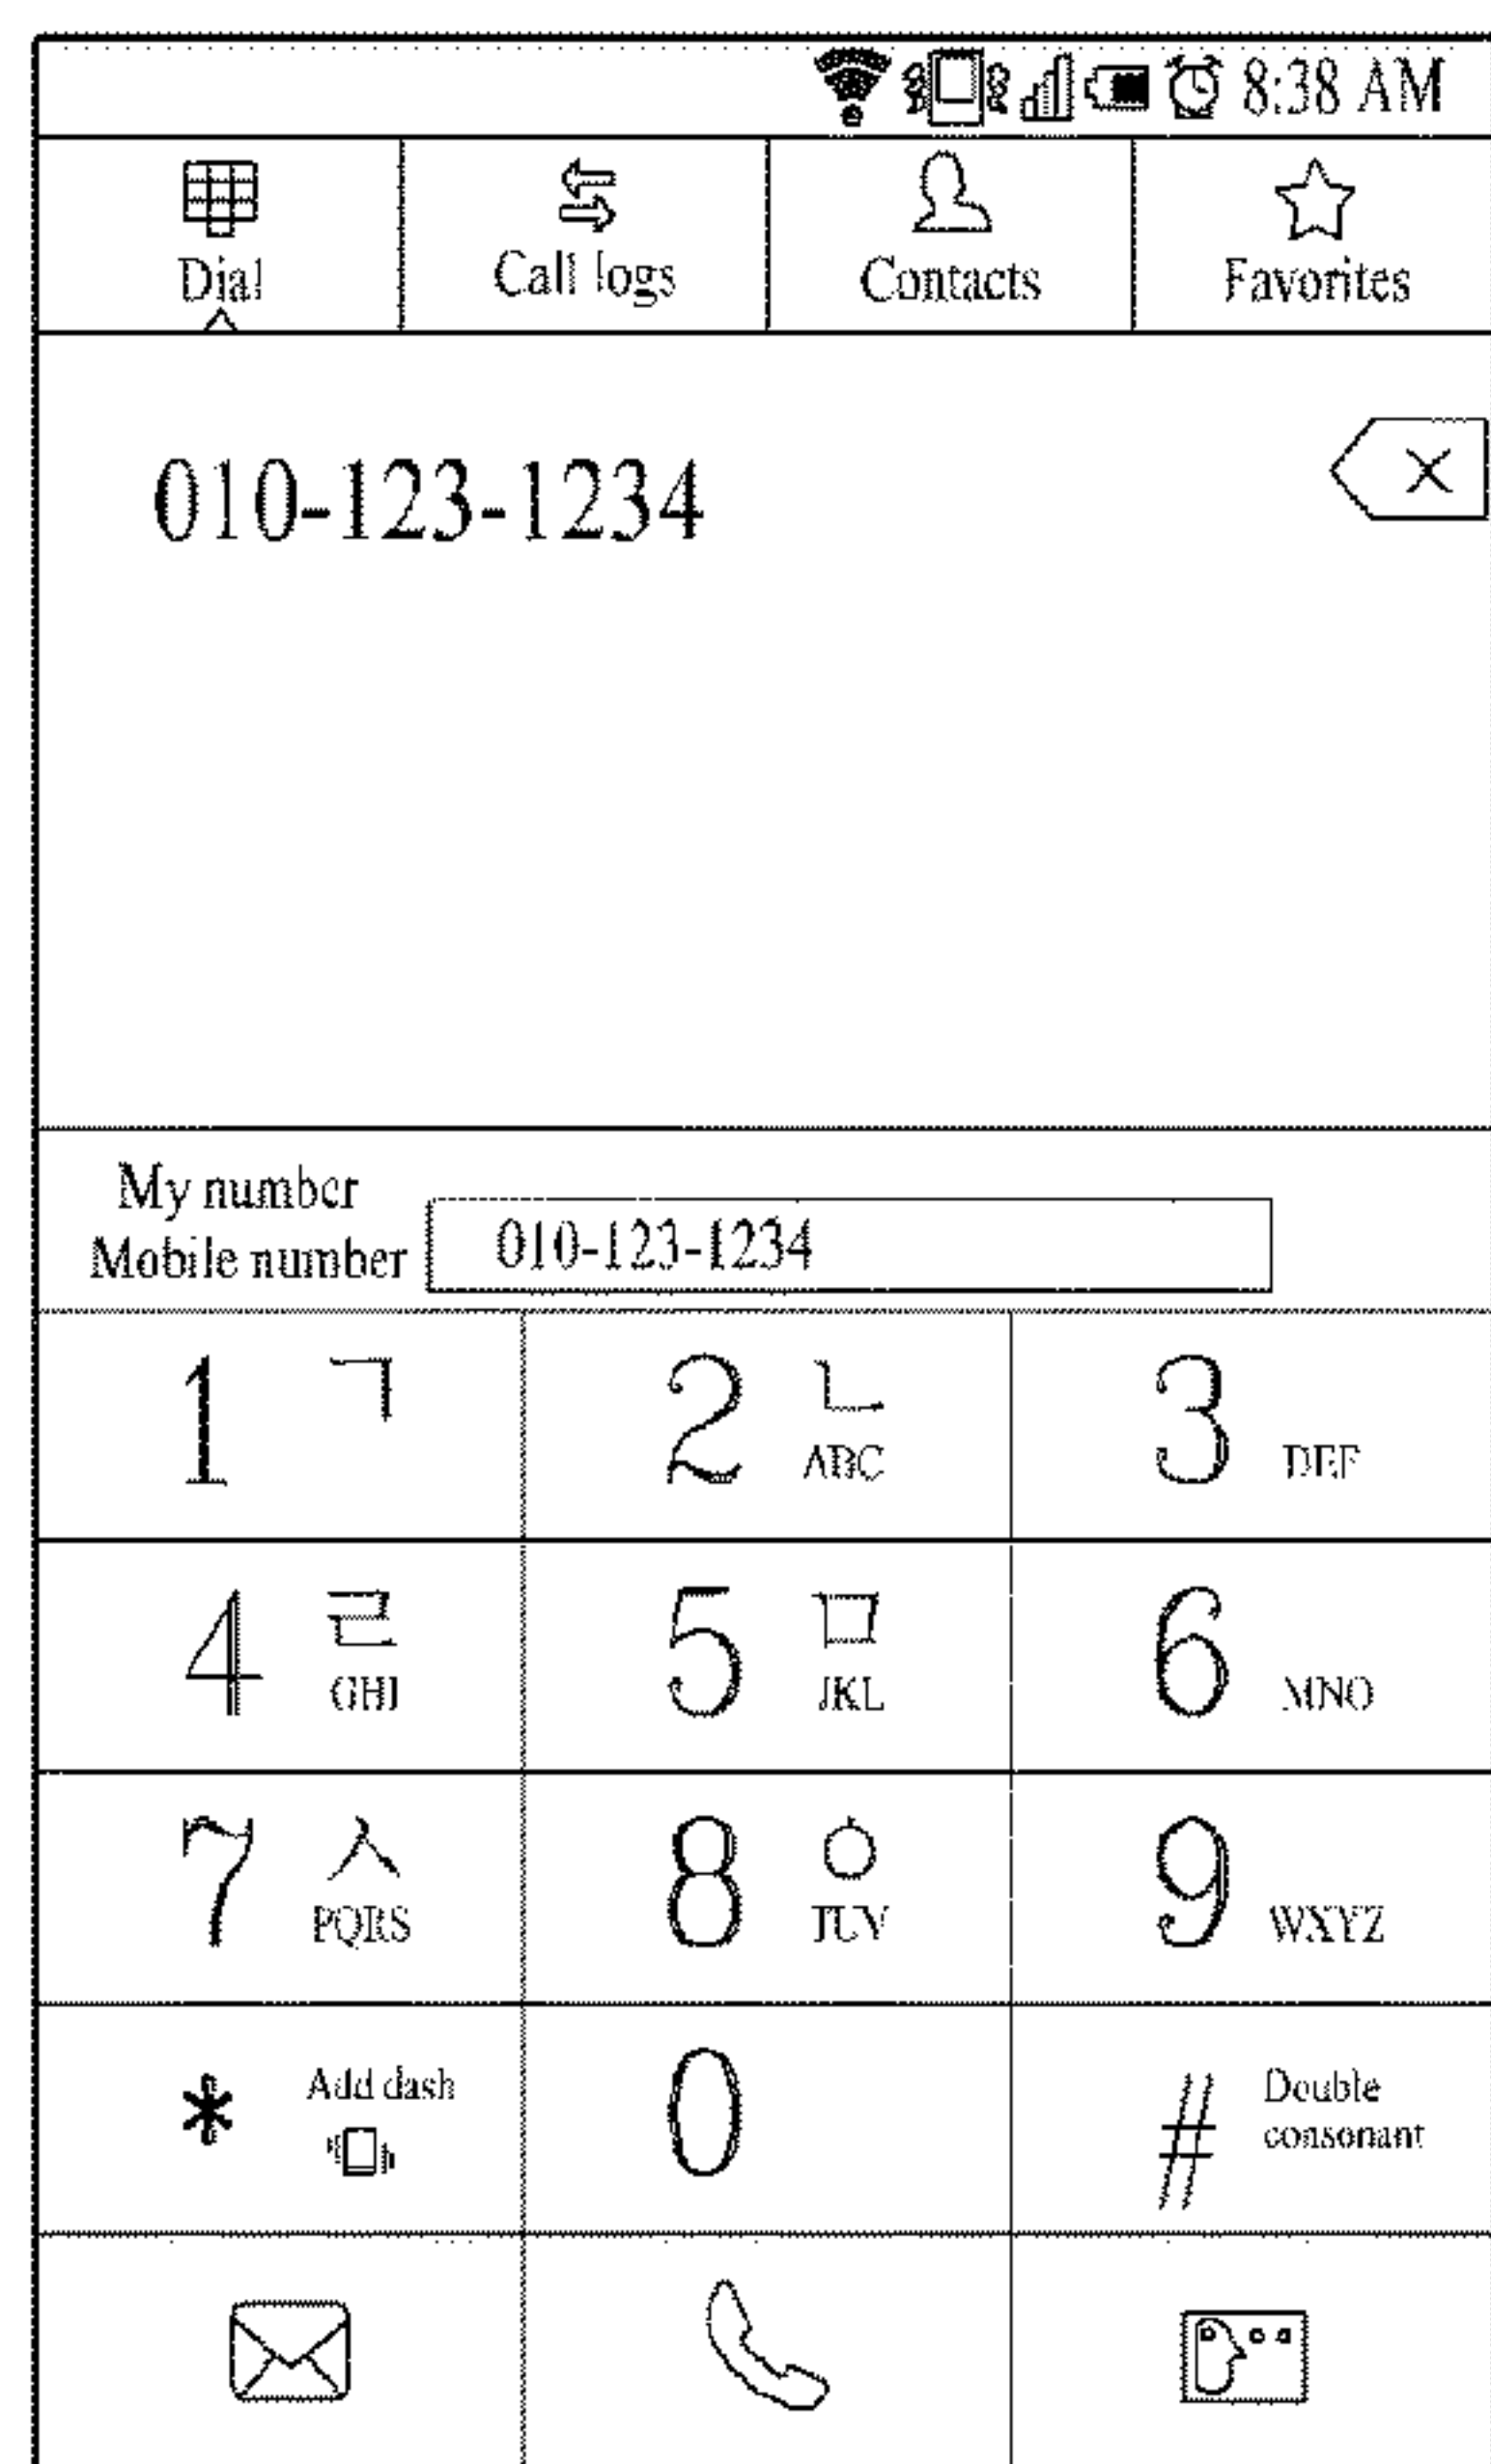 8:38 AM
Dial Call logs Contacts Favorites
010-123-1234
My number
Mobile number 010-123-1234
1 ㄱ 2 ㄴ ABC 3 DEF
4 ㄹ GHI 5 ㅁ JKL 6 MNO
7 ㅅ PQRS 8 ㅇ TUV 9 WXYZ
* Add dash 0 # Double
consonant